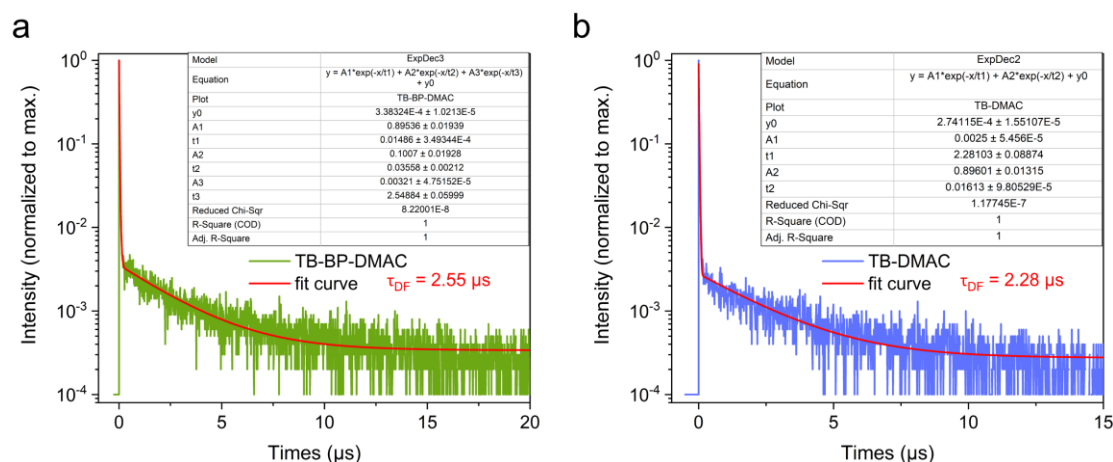 a
Model ExpDec3
Equation y = A1*exp(-x/t1) + A2*exp(-x/t2) + A3*exp(-x/t3)
+ y0
Plot TB-BP-DMAC
y0 3.38324E-4 ± 1.0213E-5
A1 0.89536 ± 0.01939
t1 0.01486 ± 3.49344E-4
A2 0.1007 ± 0.01928
t2 0.03558 ± 0.00212
A3 0.00321 ± 4.75152E-5
t3 2.54884 ± 0.05999
Reduced Chi-Sqr 8.22001E-8
R-Square (COD) 1
Adj. R-Square 1
TB-BP-DMAC
fit curve τDF = 2.55 µs
Intensity (normalized to max.)
10⁰
10⁻¹
10⁻²
10⁻³
10⁻⁴
0 5 10 15 20
Times (µs)
b
Model ExpDec2
Equation y = A1*exp(-x/t1) + A2*exp(-x/t2) + y0
Plot TB-DMAC
y0 2.74115E-4 ± 1.55107E-5
A1 0.0025 ± 5.456E-5
t1 2.28103 ± 0.08874
A2 0.89601 ± 0.01315
t2 0.01613 ± 9.80529E-5
Reduced Chi-Sqr 1.17745E-7
R-Square (COD) 1
Adj. R-Square 1
TB-DMAC
fit curve τDF = 2.28 µs
Intensity (normalized to max.)
10⁰
10⁻¹
10⁻²
10⁻³
10⁻⁴
0 5 10 15
Times (µs)